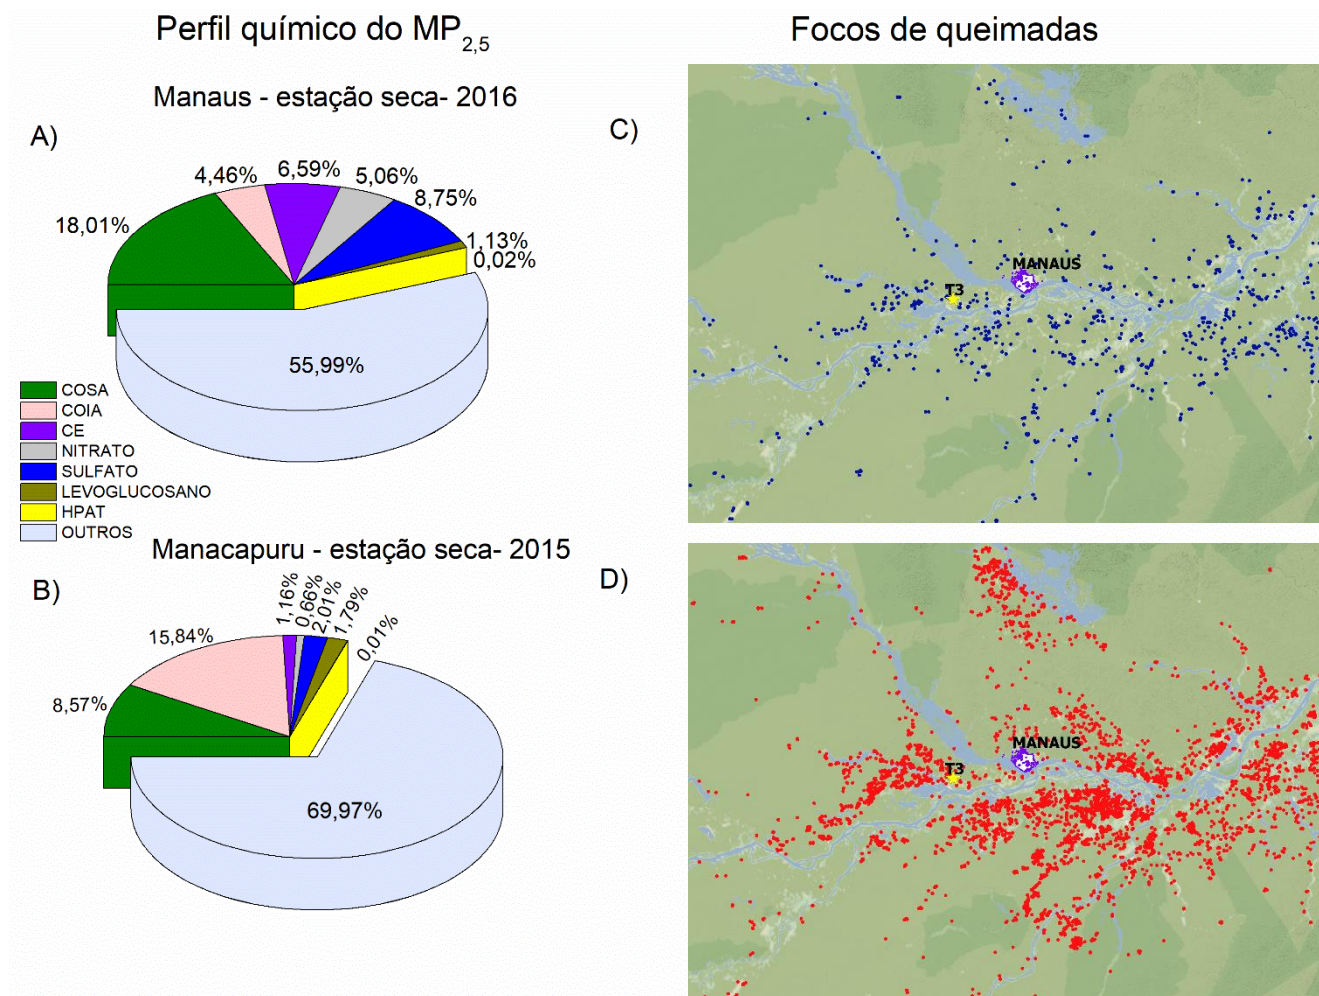 Perfil químico do MP2,5
Manaus - estação seca- 2016
A)
18,01%
4,46%
6,59%
5,06%
8,75%
1,13%
0,02%
55,99%
COSA
COIA
CE
NITRATO
SULFATO
LEVOGLUCOSANO
HPAT
OUTROS
Manacapuru - estação seca- 2015
B)
8,57%
15,84%
1,16%
0,66%
2,01%
1,79%
0,01%
69,97%
Focos de queimadas
C)
MANAUS
T3
D)
MANAUS
T3